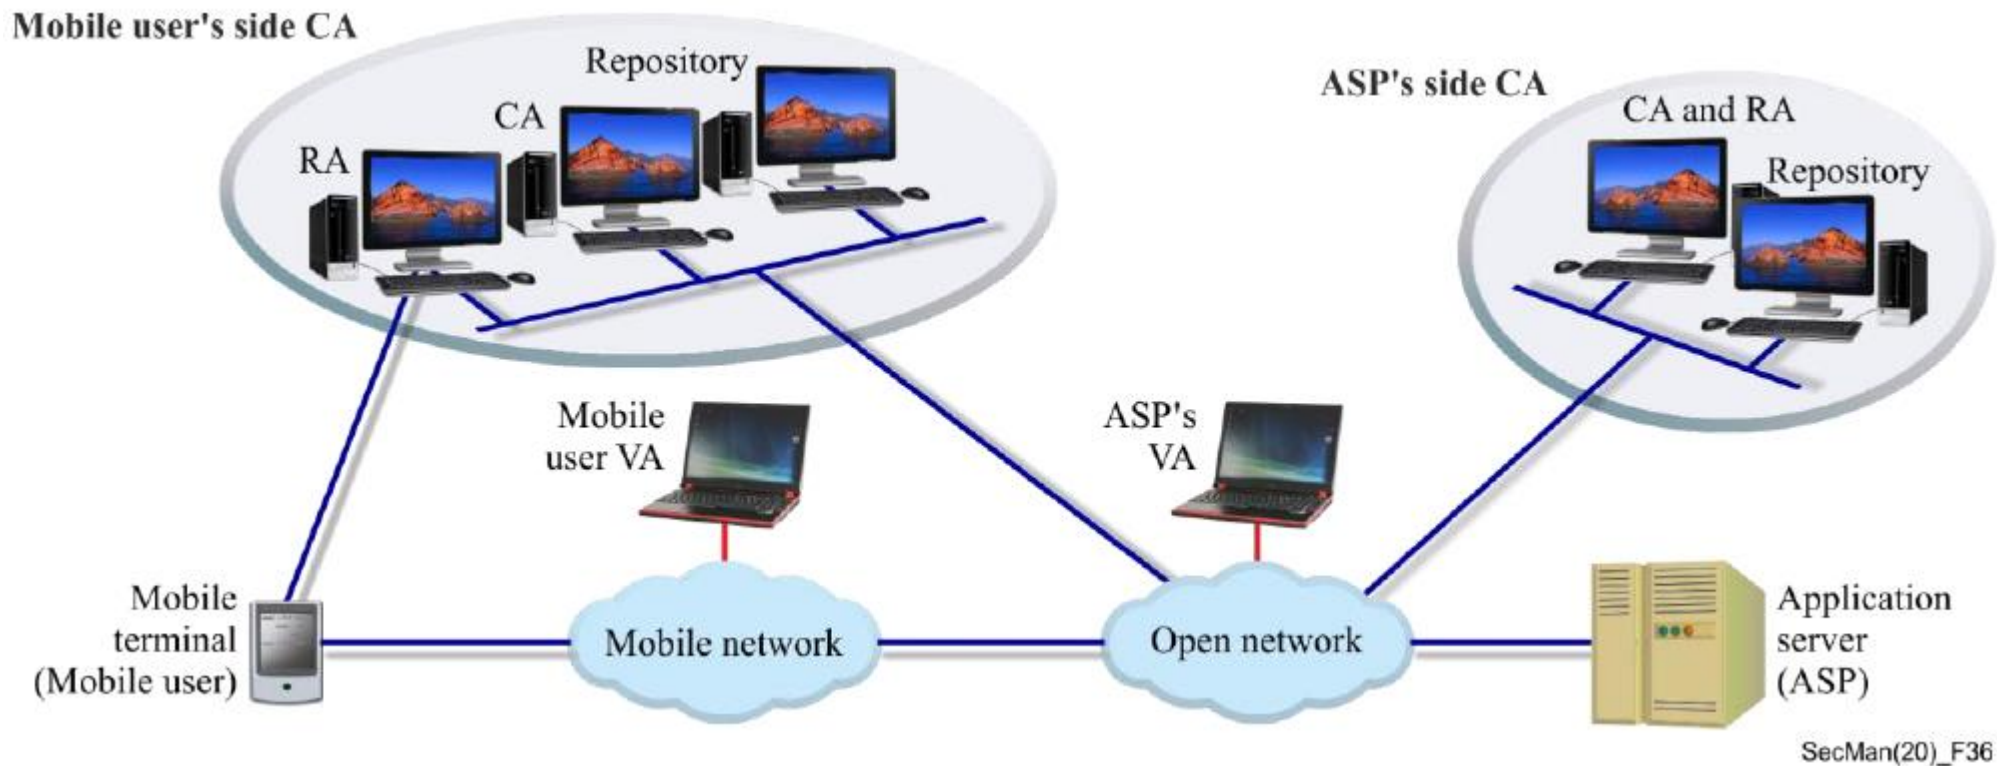 Mobile user's side CA
Repository
CA
RA
ASP's side CA
CA and RA
Repository
Mobile
user VA
ASP's
VA
Mobile
terminal
(Mobile user)
Mobile network
Open network
Application
server
(ASP)
SecMan(20)_F36